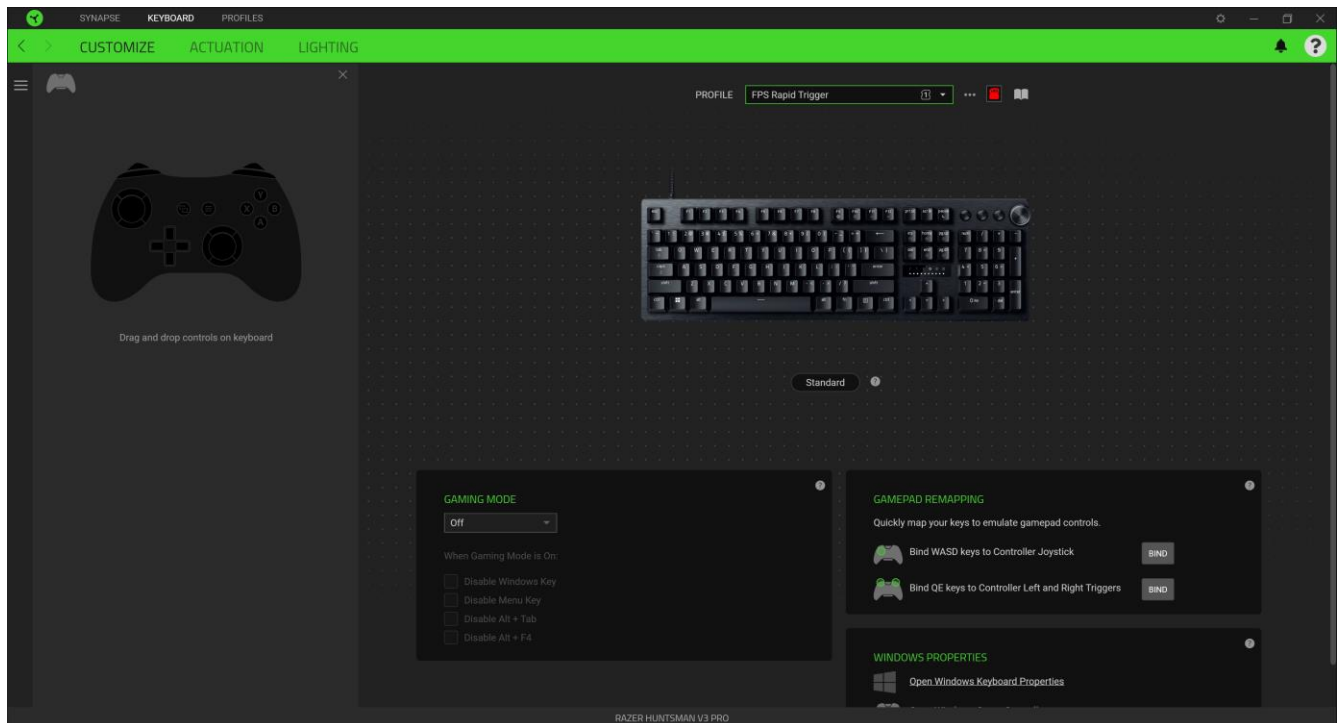 SYNAPSE KEYBOARD PROFILES
CUSTOMIZE ACTUATION LIGHTING
?
PROFILE FPS Rapid Trigger 1 ...
Y
X B
A
Drag and drop controls on keyboard
Standard ?
?
GAMING MODE
Off
When Gaming Mode is On:
Disable Windows Key
Disable Menu Key
Disable Alt + Tab
Disable Alt + F4
?
GAMEPAD REMAPPING
Quickly map your keys to emulate gamepad controls.
Bind WASD keys to Controller Joystick BIND
Bind QE keys to Controller Left and Right Triggers BIND
?
WINDOWS PROPERTIES
Open Windows Keyboard Properties
RAZER HUNTSMAN V3 PRO